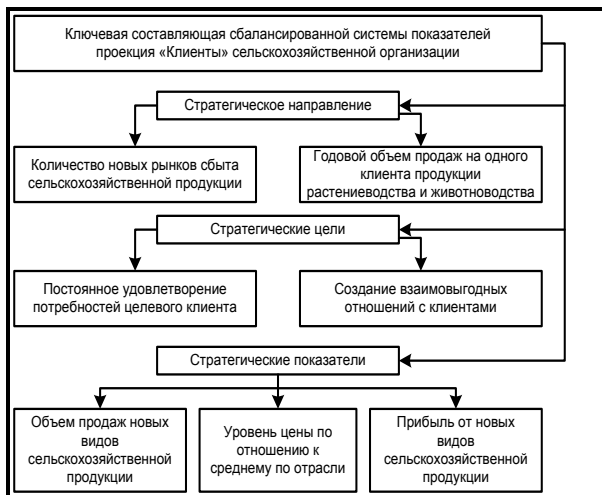 Ключевая составляющая сбалансированной системы показателей
проекция «Клиенты» сельскохозяйственной организации
Стратегическое направление
Количество новых рынков сбыта
сельскохозяйственной продукции
Годовой объем продаж на одного
клиента продукции
растениеводства и животноводства
Стратегические цели
Постоянное удовлетворение
потребностей целевого клиента
Создание взаимовыгодных
отношений с клиентами
Стратегические показатели
Объем продаж новых
видов
сельскохозяйственной
продукции
Уровень цены по
отношению к
среднему по отрасли
Прибыль от новых
видов
сельскохозяйственной
продукции